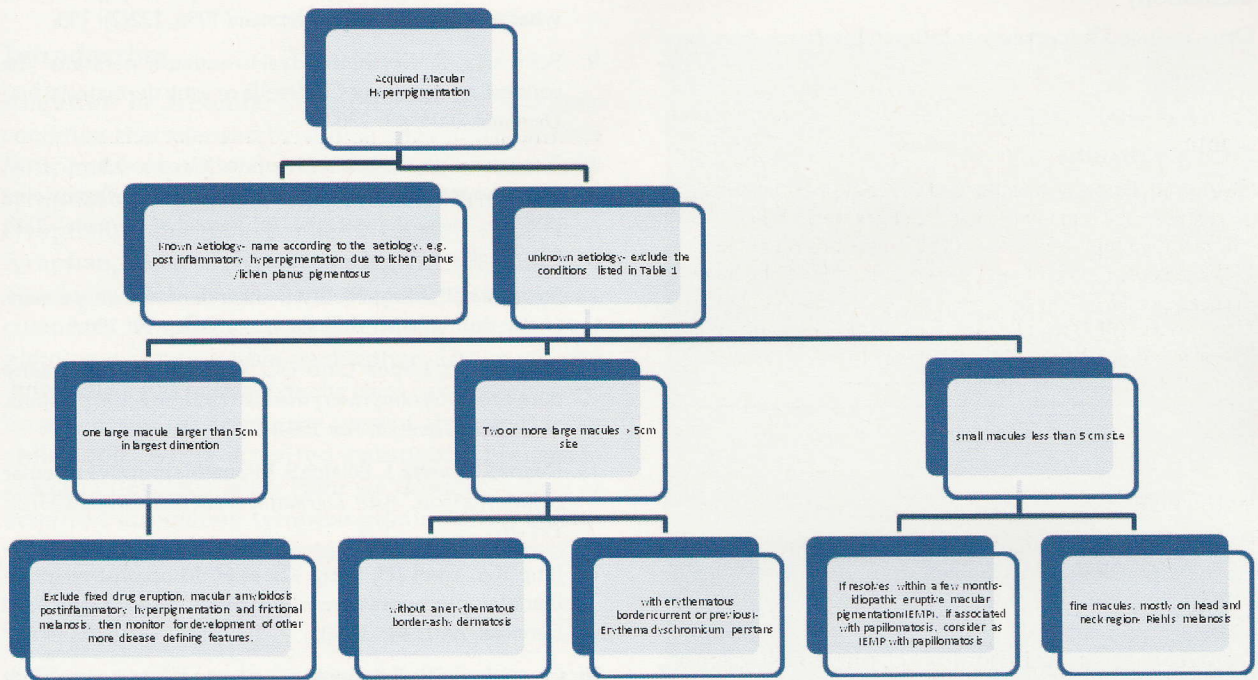 Acquired Macular
Hyperrpigmentation
Known Aetiology- name according to the aetiology, e.g.
post inflammatory hyperpigmentation due to lichen planus
/lichen planus pigmentosus
unknown aetiology- exclude the
conditions listed in Table 1
one large macule larger than 5cm
in largest dimention
Two or more large macules > 5cm
size
small macules less than 5 cm size
Exclude fixed drug eruption, macular amyloidosis
postinflammatory hyperpigmentation and frictional
melanosis, then monitor for development of other
more disease defining features.
without an erythematous
border-ashy dermatosis
with erythematous
border(current or previous)-
Erythema dyschromicum perstans
If resolves within a few months-
idiopathic eruptive macular
pigmentation(IEMP), if associated
with papillomatosis, consider as
IEMP with papillomatosis
fine macules, mostly on head and
neck region- Riehls melanosis